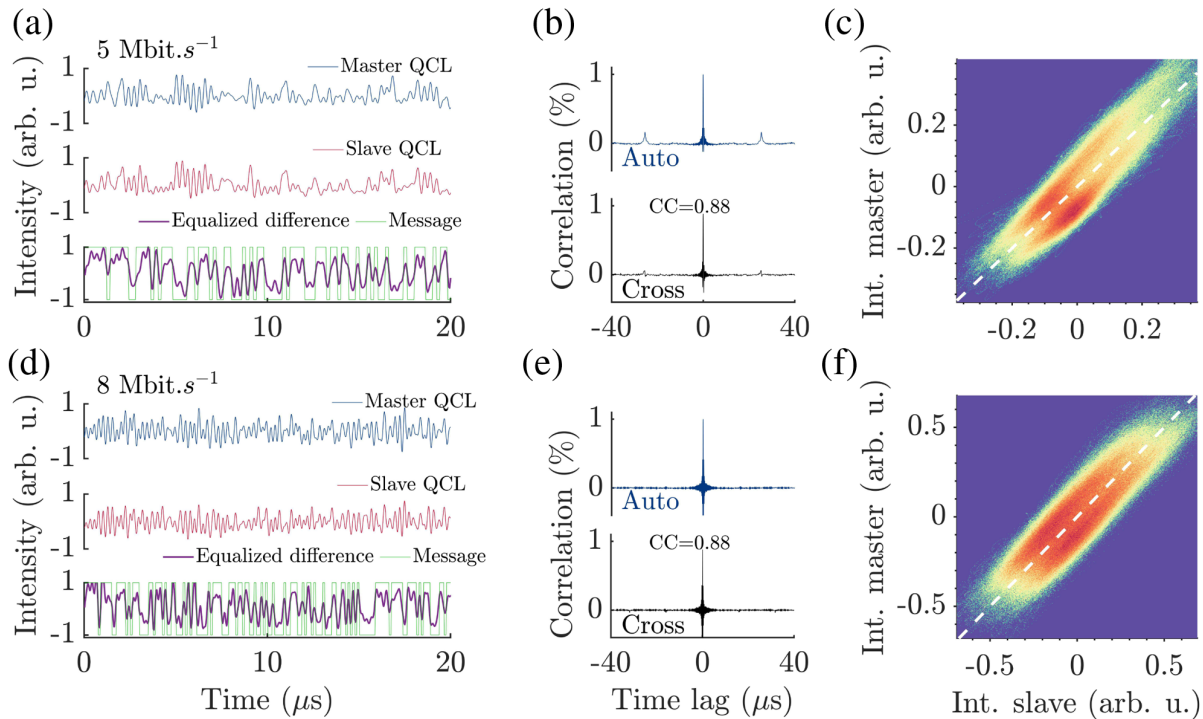 (a)
5 Mbit.s⁻¹
Intensity (arb. u.)
1
-1
Master QCL
1
-1
Slave QCL
Equalized difference
Message
1
-1
0
10
20
(b)
Correlation (%)
1
0
Auto
CC=0.88
1
0
Cross
-40
0
40
(c)
Int. master (arb. u.)
0.2
0
-0.2
-0.2
0
0.2
(d)
8 Mbit.s⁻¹
Intensity (arb. u.)
1
-1
Master QCL
1
-1
Slave QCL
Equalized difference
Message
1
-1
0
10
20
Time (μs)
(e)
Correlation (%)
1
0
Auto
CC=0.88
1
0
Cross
-40
0
40
Time lag (μs)
(f)
Int. master (arb. u.)
0.5
0
-0.5
-0.5
0
0.5
Int. slave (arb. u.)